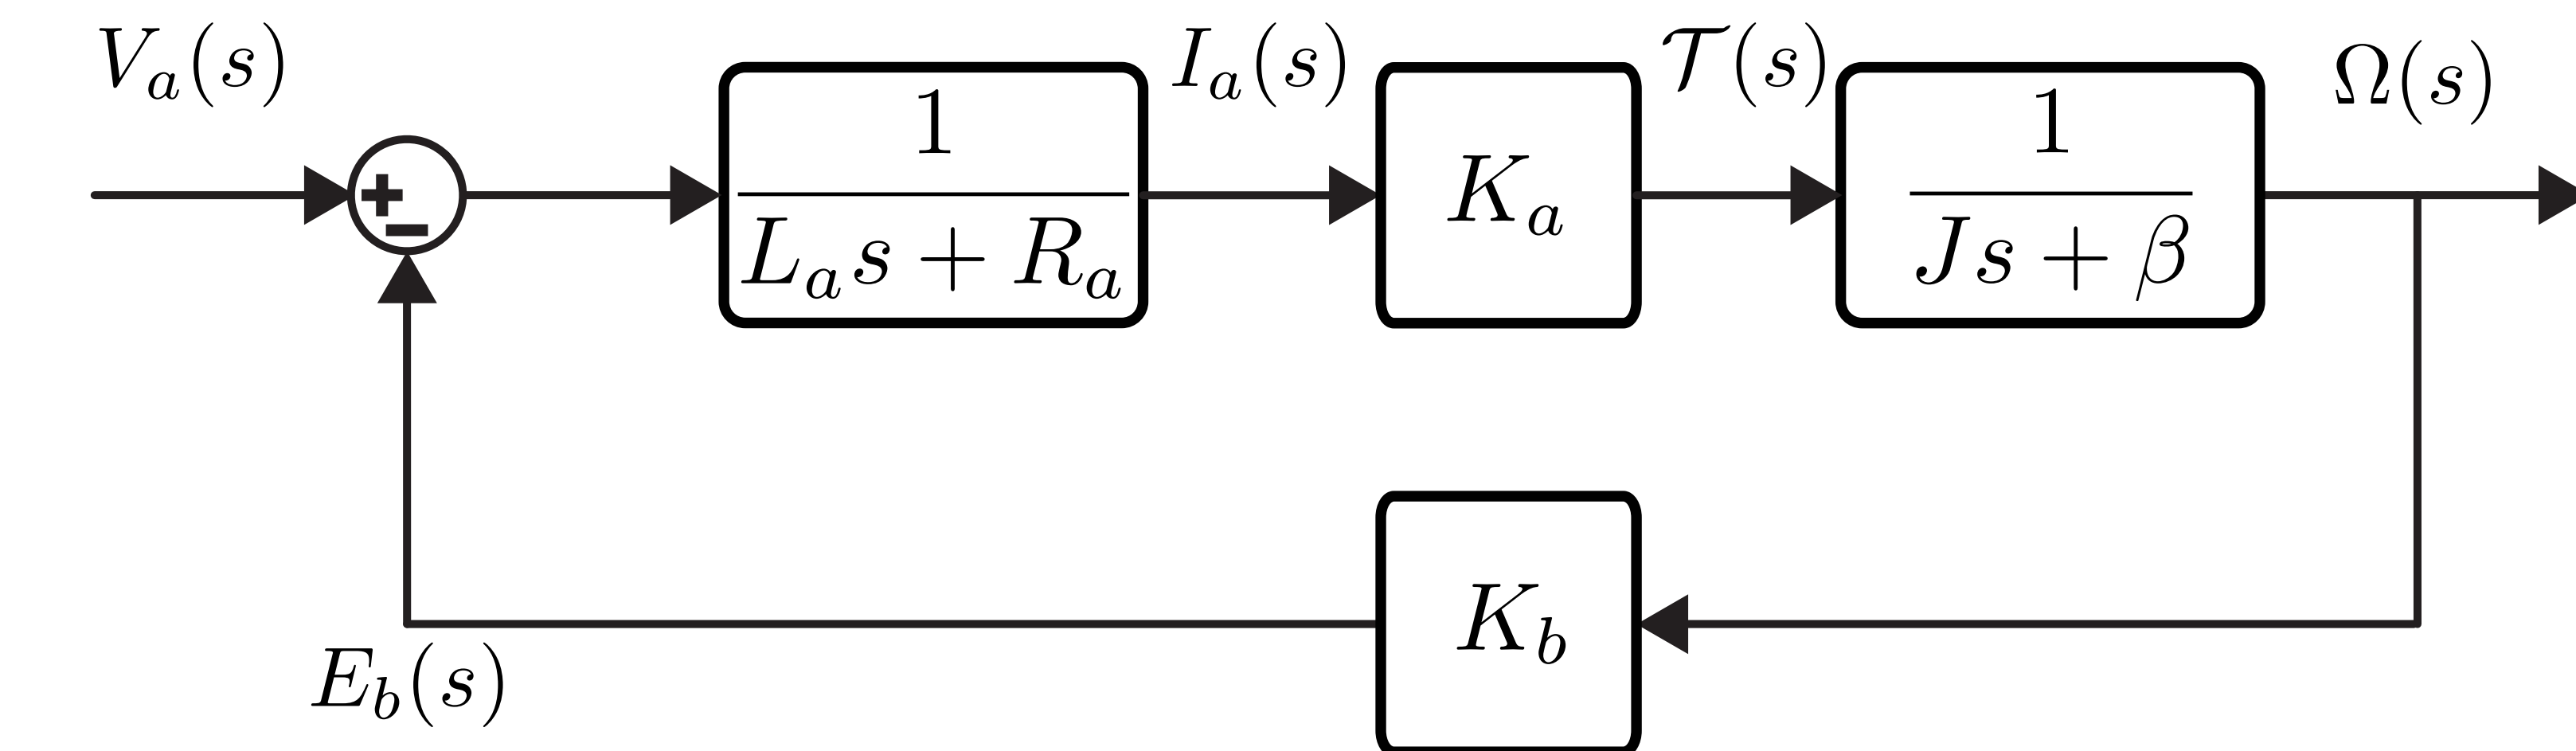 V_a(s)
I_a(s)
𝒯(s)
Ω(s)
+
−
1
L_a s + R_a
K_a
1
Js + β
K_b
E_b(s)